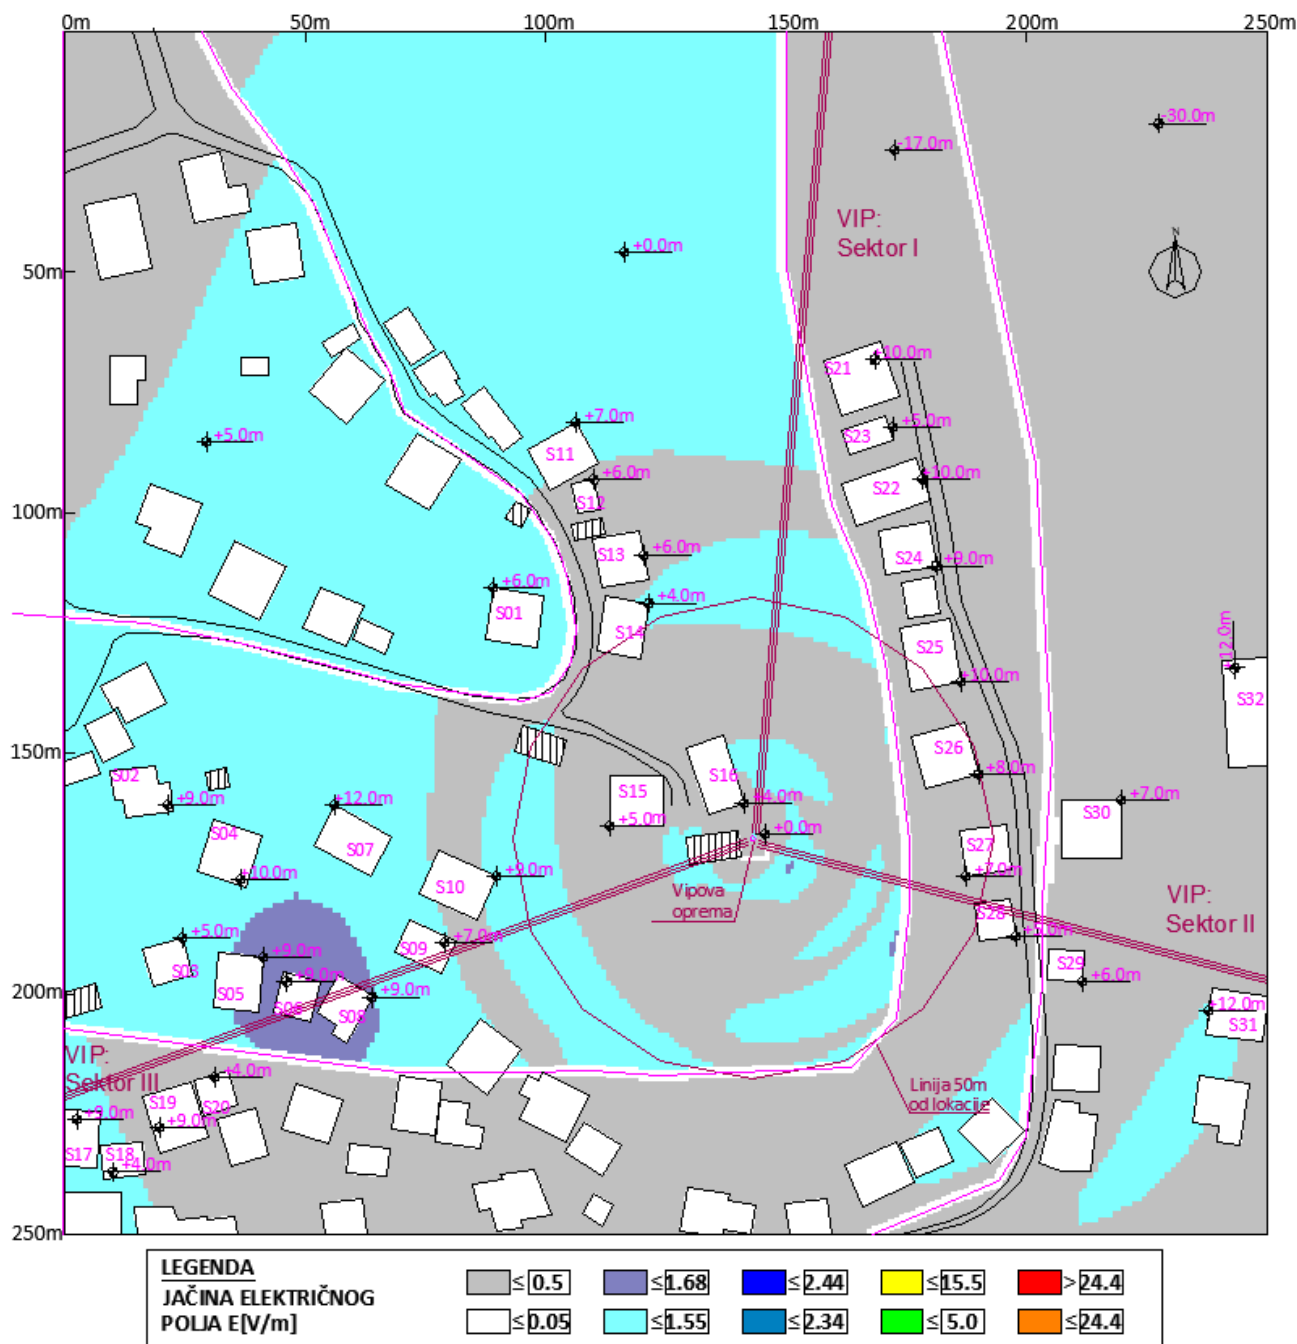 0m 50m 100m 150m 200m 250m
-30.0m
-17.0m
VIP:
Sektor I
N
+0.0m
50m
S21 +10.0m
+7.0m
+5.0m
S23
+5.0m
S11
+6.0m
+10.0m
S22
S12
100m
S13 +6.0m
S24 +9.0m
+6.0m
+4.0m
S01
S14
S25
+12.0m
+10.0m
S32
S26
150m
S02
S16
+8.0m
+9.0m
+12.0m
S15
+4.0m
+7.0m
S30
+5.0m
+0.0m
S04
S07
S27
+10.0m
S10
+9.0m
+7.0m
Vipova
oprema
VIP:
Sektor II
S28
+5.0m
S09
+7.0m
+5.0m
+9.0m
S03
S29
S05
+9.0m
+6.0m
200m
S06
+9.0m
S08
+12.0m
S31
VIP:
Sektor III
+4.0m
Linija 50m
od lokacije
S19
S20
+9.0m
+9.0m
S17
S18
+4.0m
250m
LEGENDA
JAČINA ELEKTRIČNOG
POLJA E[V/m]
≤ 0.5 ≤ 1.68 ≤ 2.44 ≤ 15.5 > 24.4
≤ 0.05 ≤ 1.55 ≤ 2.34 ≤ 5.0 ≤ 24.4